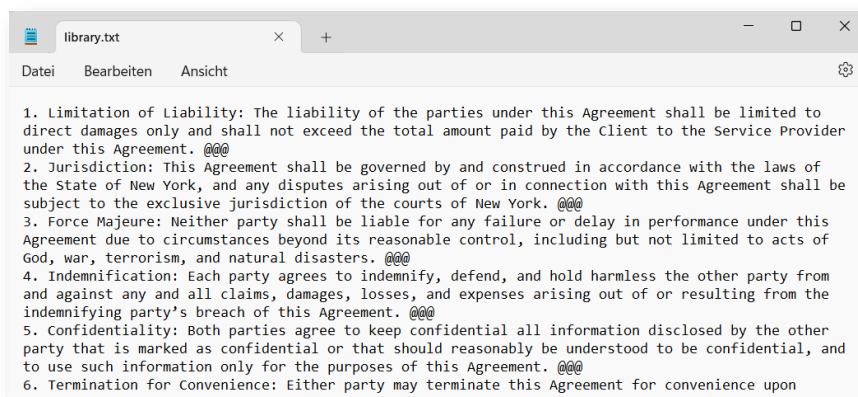 library.txt
Datei Bearbeiten Ansicht
1. Limitation of Liability: The liability of the parties under this Agreement shall be limited to
direct damages only and shall not exceed the total amount paid by the Client to the Service Provider
under this Agreement. @@@
2. Jurisdiction: This Agreement shall be governed by and construed in accordance with the laws of
the State of New York, and any disputes arising out of or in connection with this Agreement shall be
subject to the exclusive jurisdiction of the courts of New York. @@@
3. Force Majeure: Neither party shall be liable for any failure or delay in performance under this
Agreement due to circumstances beyond its reasonable control, including but not limited to acts of
God, war, terrorism, and natural disasters. @@@
4. Indemnification: Each party agrees to indemnify, defend, and hold harmless the other party from
and against any and all claims, damages, losses, and expenses arising out of or resulting from the
indemnifying party’s breach of this Agreement. @@@
5. Confidentiality: Both parties agree to keep confidential all information disclosed by the other
party that is marked as confidential or that should reasonably be understood to be confidential, and
to use such information only for the purposes of this Agreement. @@@
6. Termination for Convenience: Either party may terminate this Agreement for convenience upon